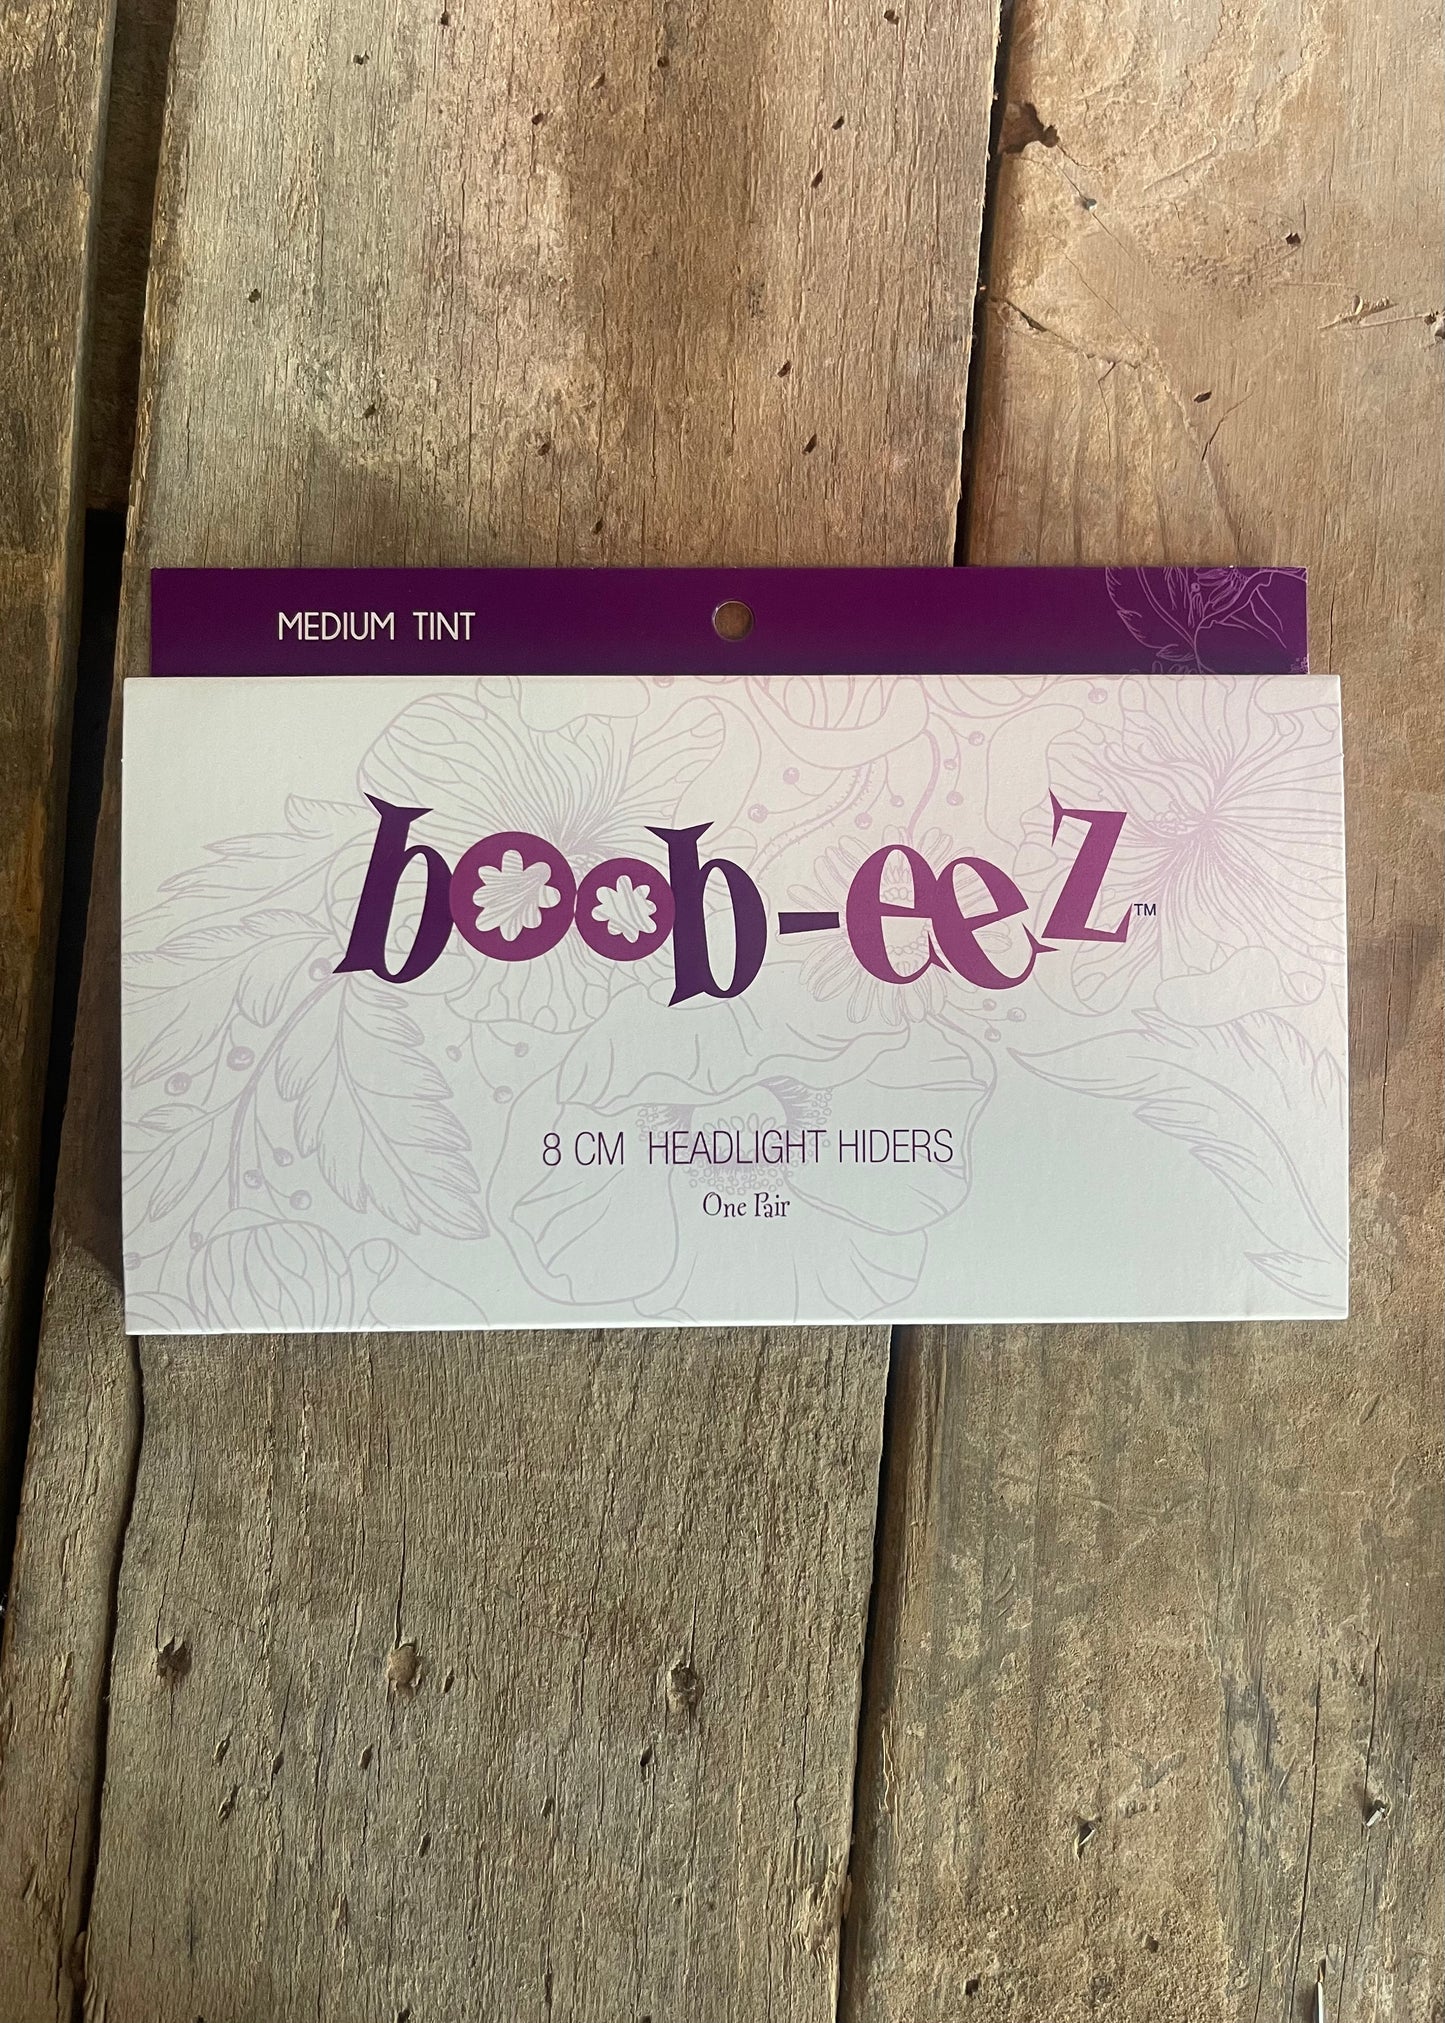 MEDIUM TINT
boob-eez™
8 CM HEADLIGHT HIDERS
One Pair